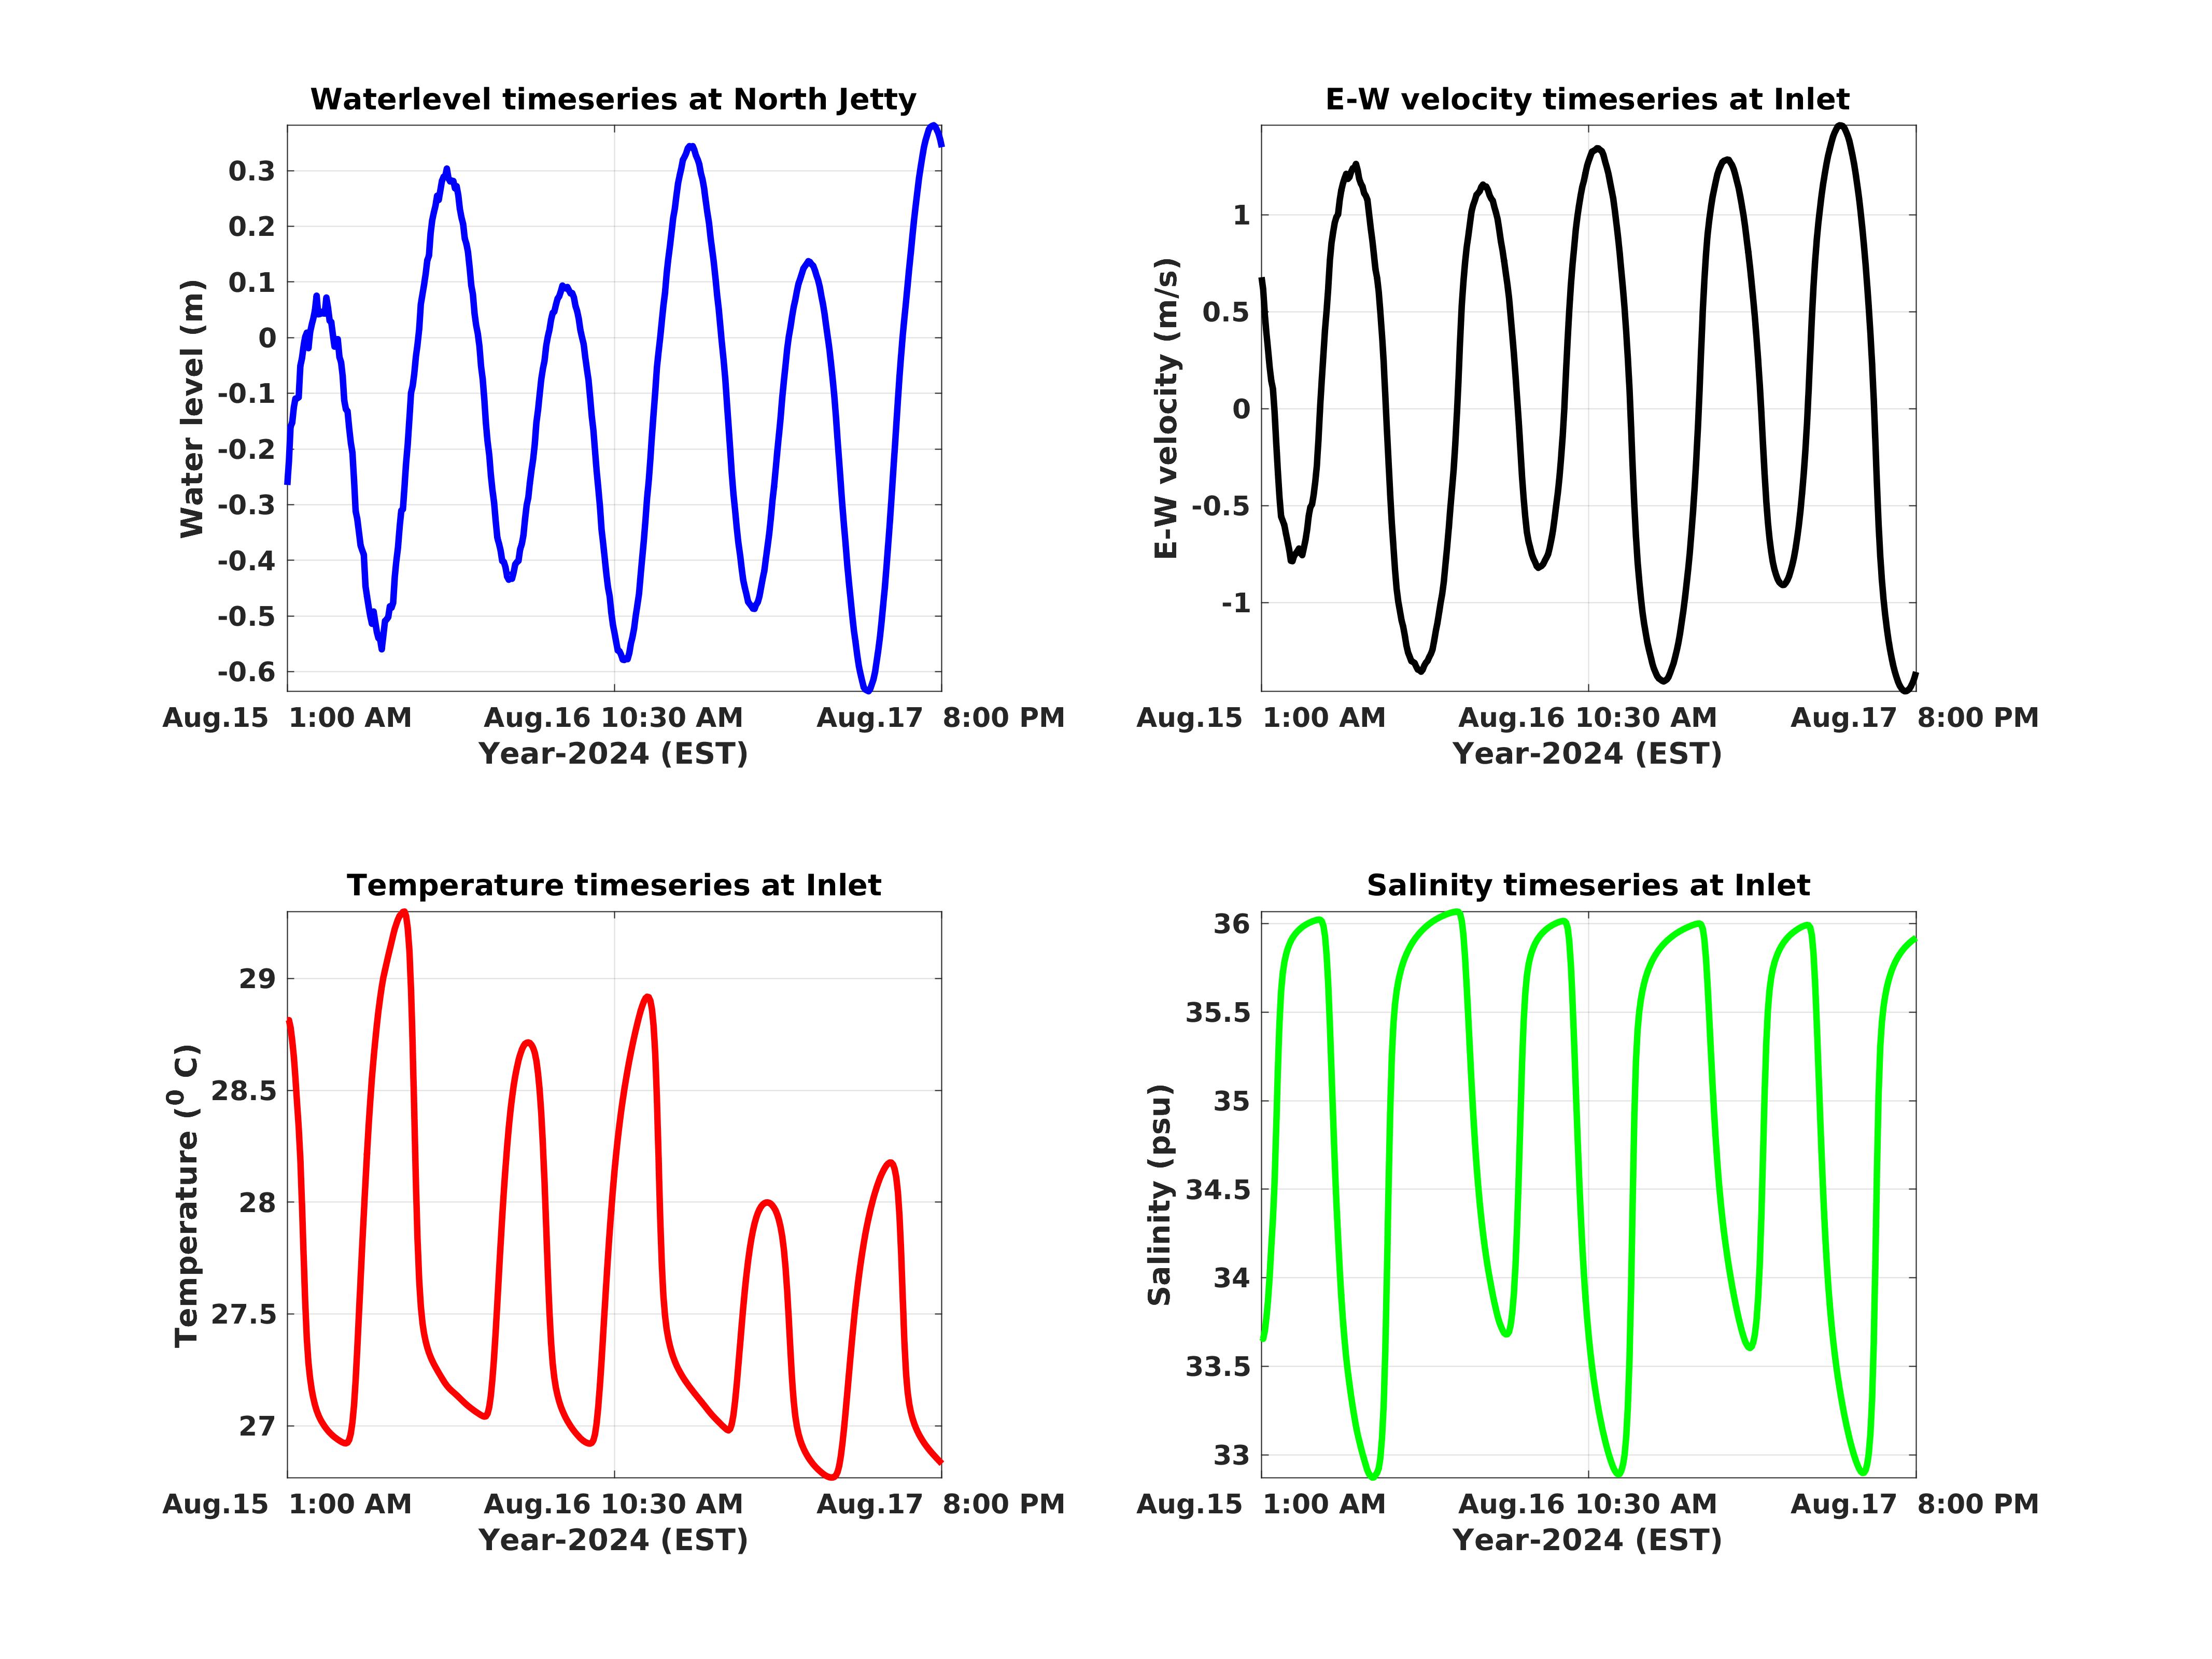 Waterlevel timeseries at North Jetty
0.3
0.2
0.1
0
-0.1
-0.2
-0.3
-0.4
-0.5
-0.6
Water level (m)
Aug.15 1:00 AM Aug.16 10:30 AM Aug.17 8:00 PM
Year-2024 (EST)
E-W velocity timeseries at Inlet
1
0.5
0
-0.5
-1
E-W velocity (m/s)
Aug.15 1:00 AM Aug.16 10:30 AM Aug.17 8:00 PM
Year-2024 (EST)
Temperature timeseries at Inlet
29
28.5
28
27.5
27
Temperature (⁰ C)
Aug.15 1:00 AM Aug.16 10:30 AM Aug.17 8:00 PM
Year-2024 (EST)
Salinity timeseries at Inlet
36
35.5
35
34.5
34
33.5
33
Salinity (psu)
Aug.15 1:00 AM Aug.16 10:30 AM Aug.17 8:00 PM
Year-2024 (EST)